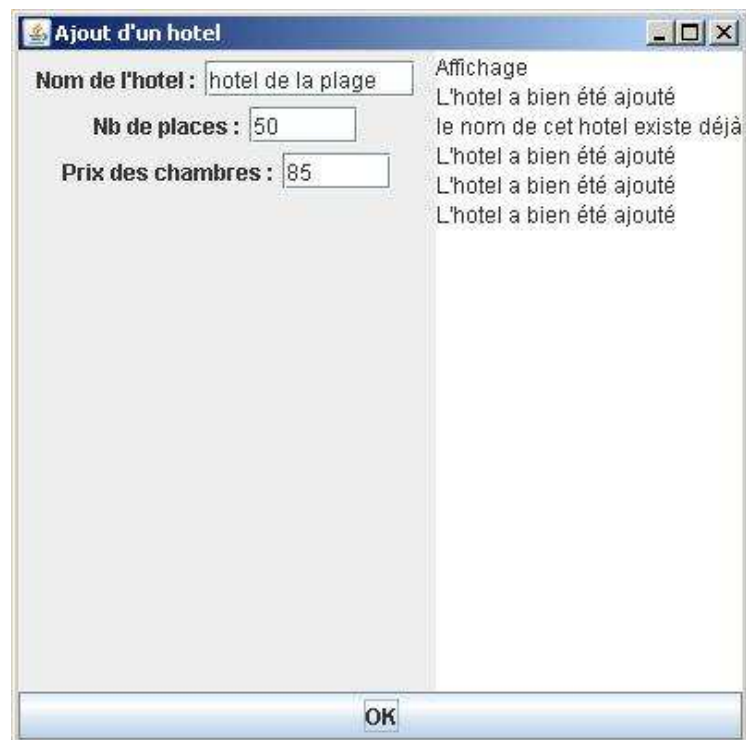 Ajout d'un hotel
Nom de l'hotel : hotel de la plage
Nb de places : 50
Prix des chambres : 85
Affichage
L'hotel a bien été ajouté
le nom de cet hotel existe déjà
L'hotel a bien été ajouté
L'hotel a bien été ajouté
L'hotel a bien été ajouté
OK